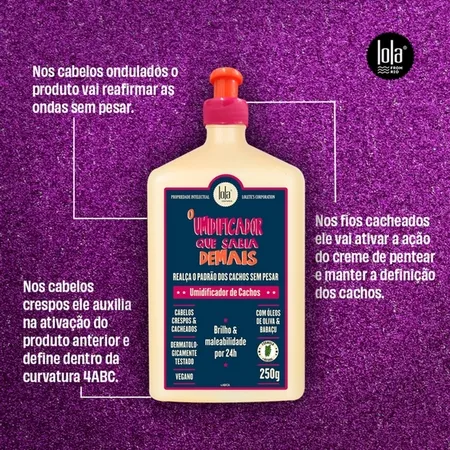 lola
FROM RIO
Nos cabelos ondulados o
produto vai reafirmar as
ondas sem pesar.
Nos fios cacheados
ele vai ativar a ação
do creme de pentear
e manter a definição
dos cachos.
Nos cabelos
crespos ele auxilia
na ativação do
produto anterior e
define dentro da
curvatura 4ABC.
PROPRIEDADE INTELECTUAL
lola
O UMIDIFICADOR
QUE SABIA
DEMAIS
REALÇA O PADRÃO DOS CACHOS SEM PESAR
Umidificador de Cachos
CABELOS
CRESPOS &
CACHEADOS
DERMATOLO-
GICAMENTE
TESTADO
VEGANO
Brilho &
maleabilidade
por 24h
COM ÓLEOS
DE OLIVA &
BABAÇU
250g